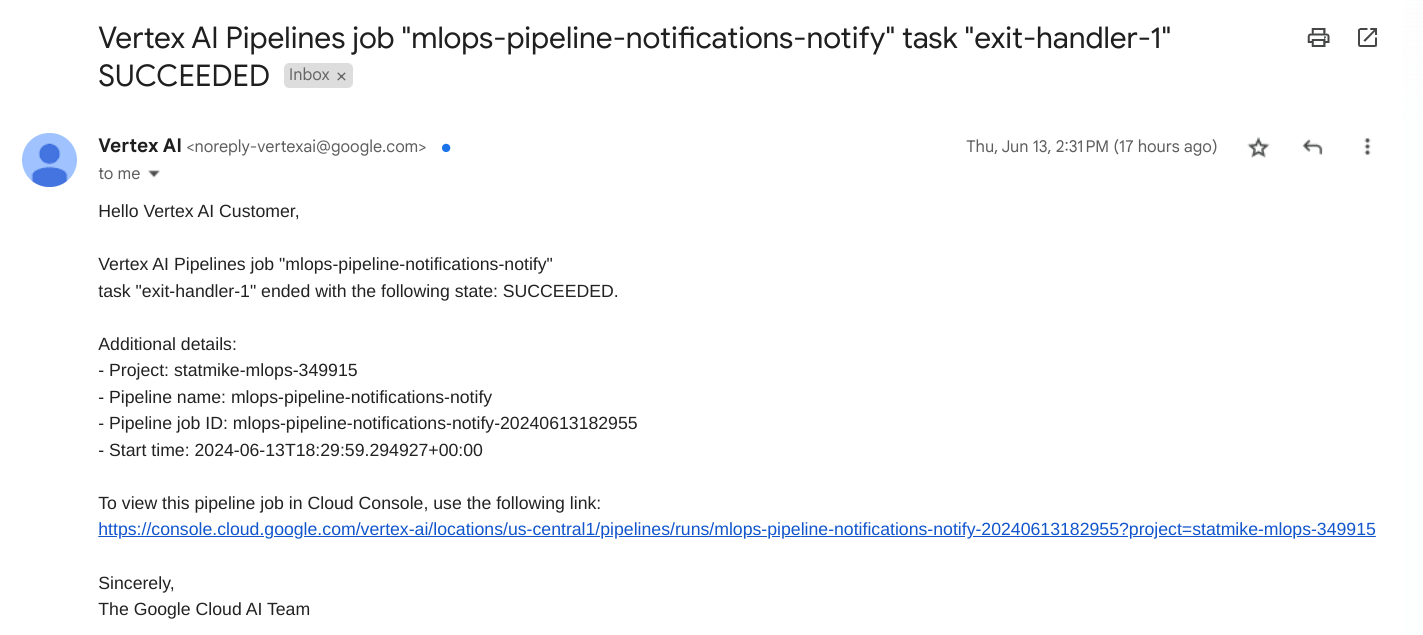 Vertex AI Pipelines job "mlops-pipeline-notifications-notify" task "exit-handler-1"
SUCCEEDED Inbox ×
Vertex AI <noreply-vertexai@google.com> Thu, Jun 13, 2:31 PM (17 hours ago)
to me
Hello Vertex AI Customer,
Vertex AI Pipelines job "mlops-pipeline-notifications-notify"
task "exit-handler-1" ended with the following state: SUCCEEDED.
Additional details:
- Project: statmike-mlops-349915
- Pipeline name: mlops-pipeline-notifications-notify
- Pipeline job ID: mlops-pipeline-notifications-notify-20240613182955
- Start time: 2024-06-13T18:29:59.294927+00:00
To view this pipeline job in Cloud Console, use the following link:
https://console.cloud.google.com/vertex-ai/locations/us-central1/pipelines/runs/mlops-pipeline-notifications-notify-20240613182955?project=statmike-mlops-349915
Sincerely,
The Google Cloud AI Team